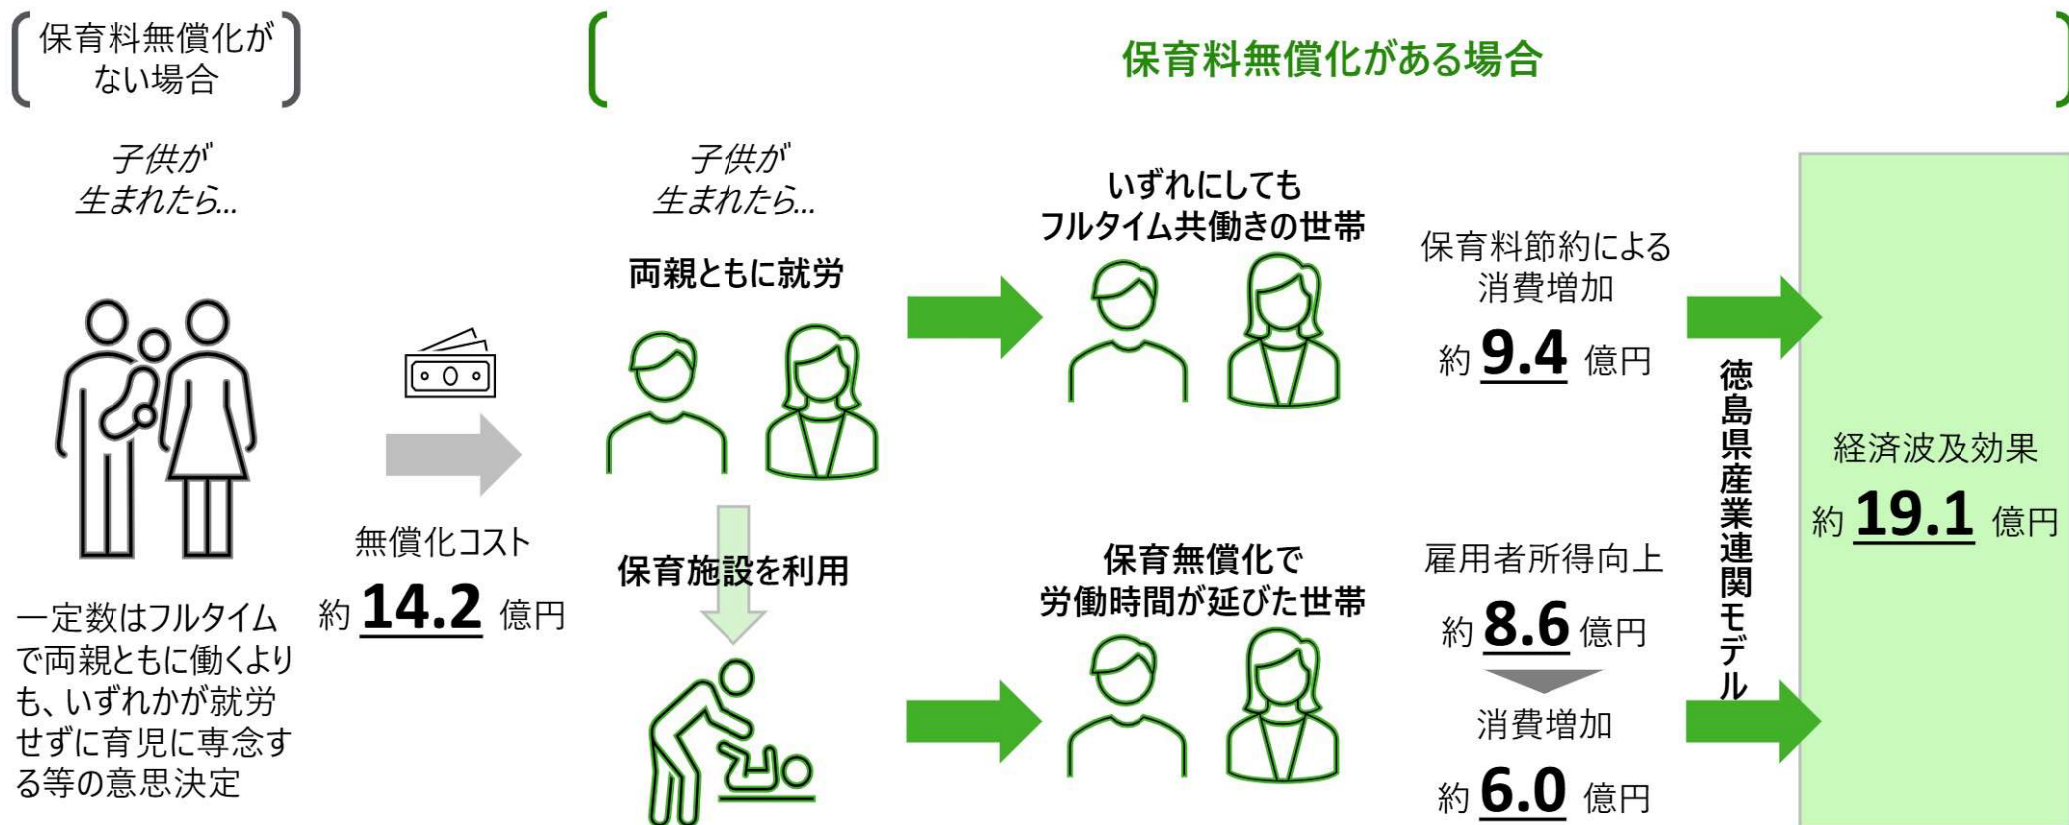 保育料無償化が
ない場合
保育料無償化がある場合
子供が
生まれたら...
一定数はフルタイム
で両親ともに働くより
も、いずれかが就労
せずに育児に専念す
る等の意思決定
無償化コスト
約 14.2 億円
子供が
生まれたら...
両親ともに就労
保育施設を利用
いずれにしても
フルタイム共働きの世帯
保育料節約による
消費増加
約 9.4 億円
保育無償化で
労働時間が延びた世帯
雇用者所得向上
約 8.6 億円
消費増加
約 6.0 億円
徳島県産業連関モデル
経済波及効果
約 19.1 億円